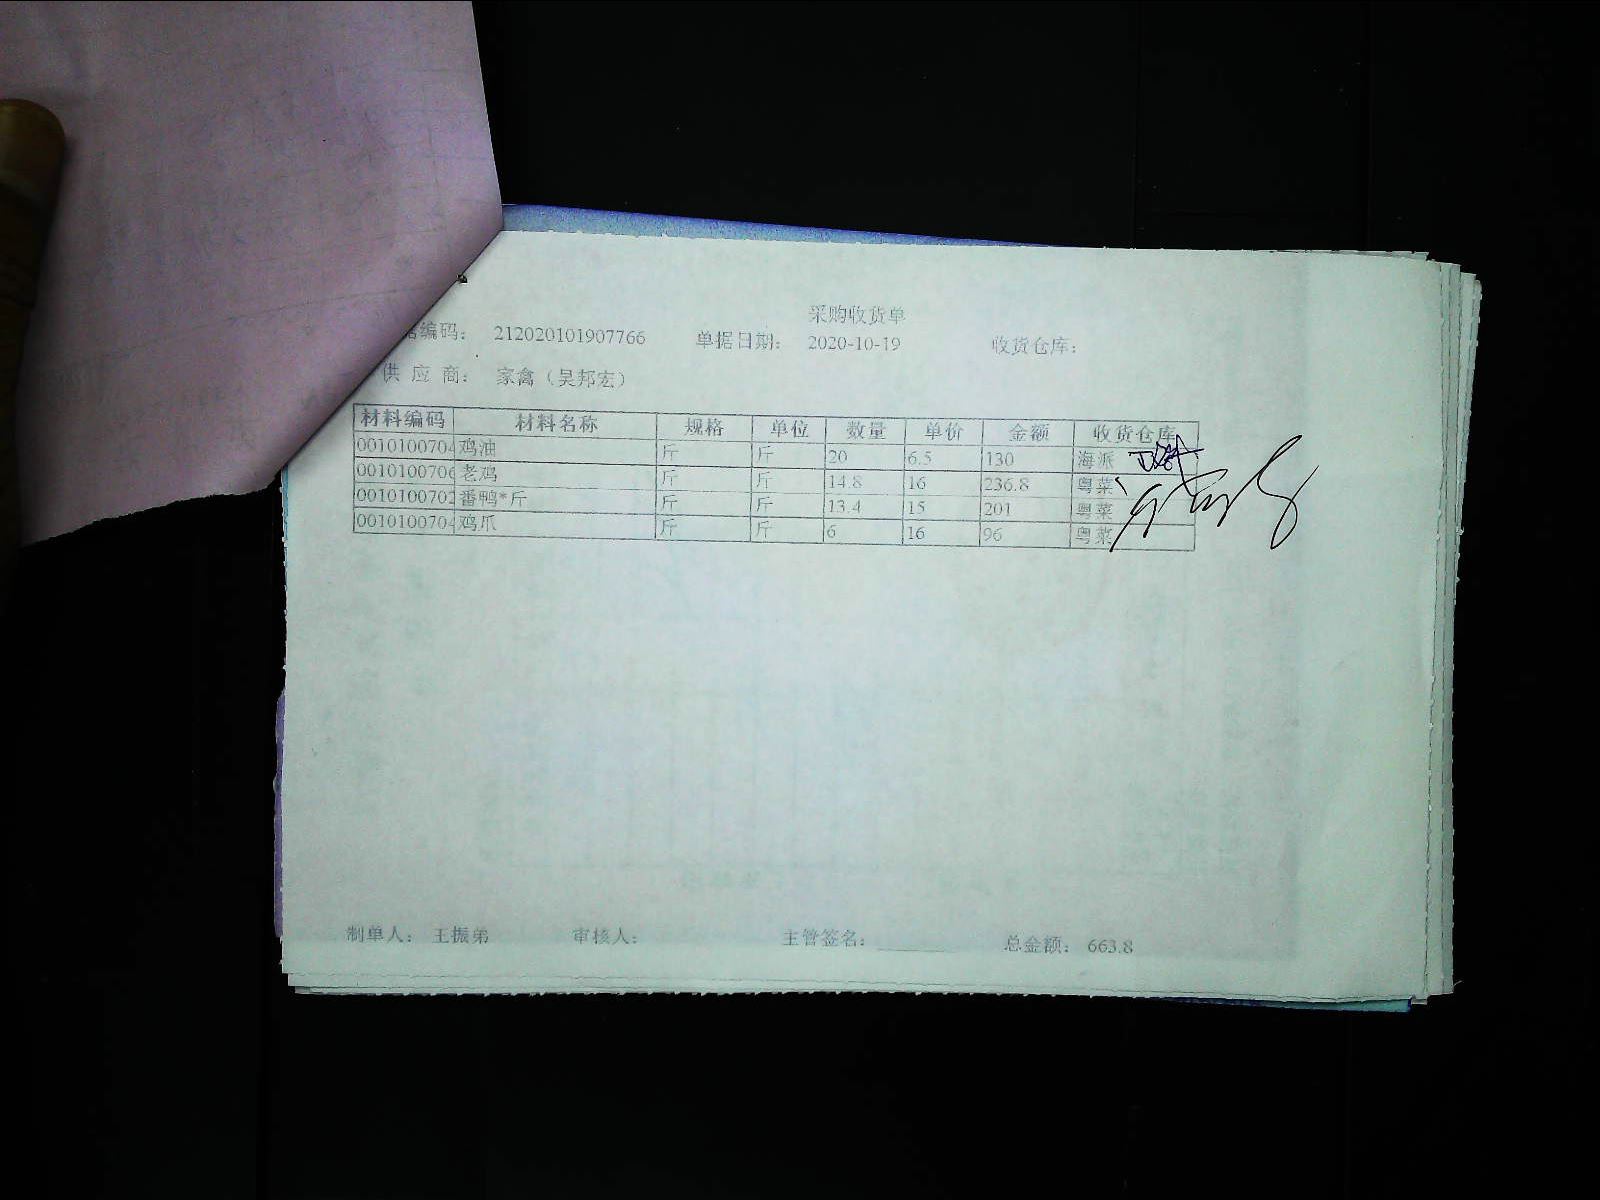 采购收货单
据编码： 212020101907766 单据日期： 2020-10-19 收货仓库：
供 应 商： 家禽（吴邦宏）
材料编码 材料名称 规格 单位 数量 单价 金额 收货仓库
0010100704 鸡油 斤 斤 20 6.5 130 海派
0010100706 老鸡 斤 斤 14.8 16 236.8 粤菜
0010100702 番鸭*斤 斤 斤 13.4 15 201 粤菜
0010100704 鸡爪 斤 斤 6 16 96 粤菜
制单人： 王振弟 审核人： 主管签名： 总金额： 663.8